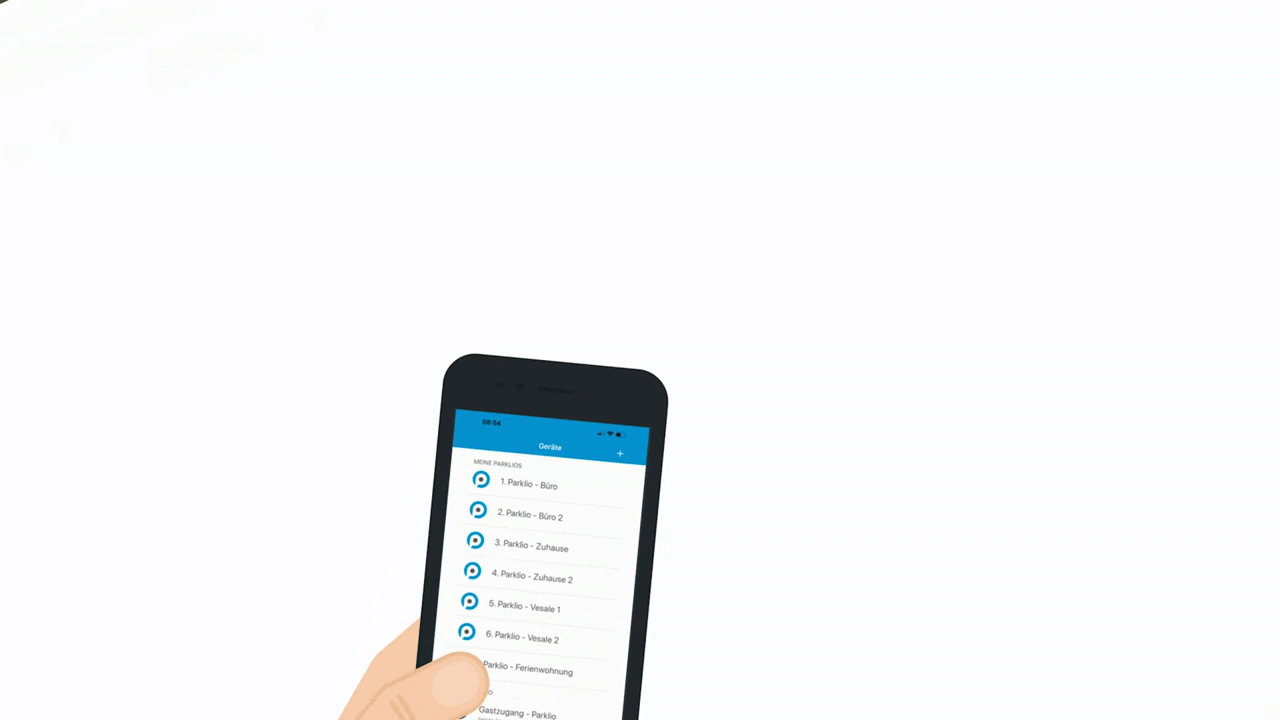 08:54
Geräte
+
MEINE PARKLIOS
1. Parklio - Büro
2. Parklio - Büro 2
3. Parklio - Zuhause
4. Parklio - Zuhause 2
5. Parklio - Vesale 1
6. Parklio - Vesale 2
Parklio - Ferienwohnung
Gastzugang - Parklio